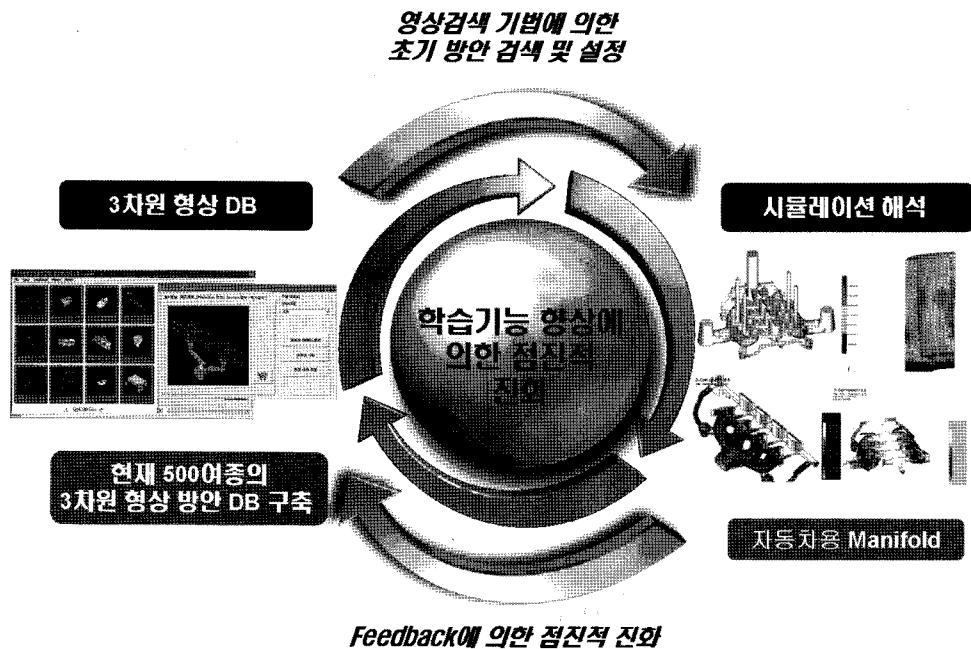 영상검색 기법에 의한
초기 방안 검색 및 설정
3차원 형상 DB
시뮬레이션 해석
학습기능 향상에
의한 점진적
진화
현재 500여종의
3차원 형상 방안 DB 구축
자동차용 Manifold
Feedback에 의한 점진적 진화